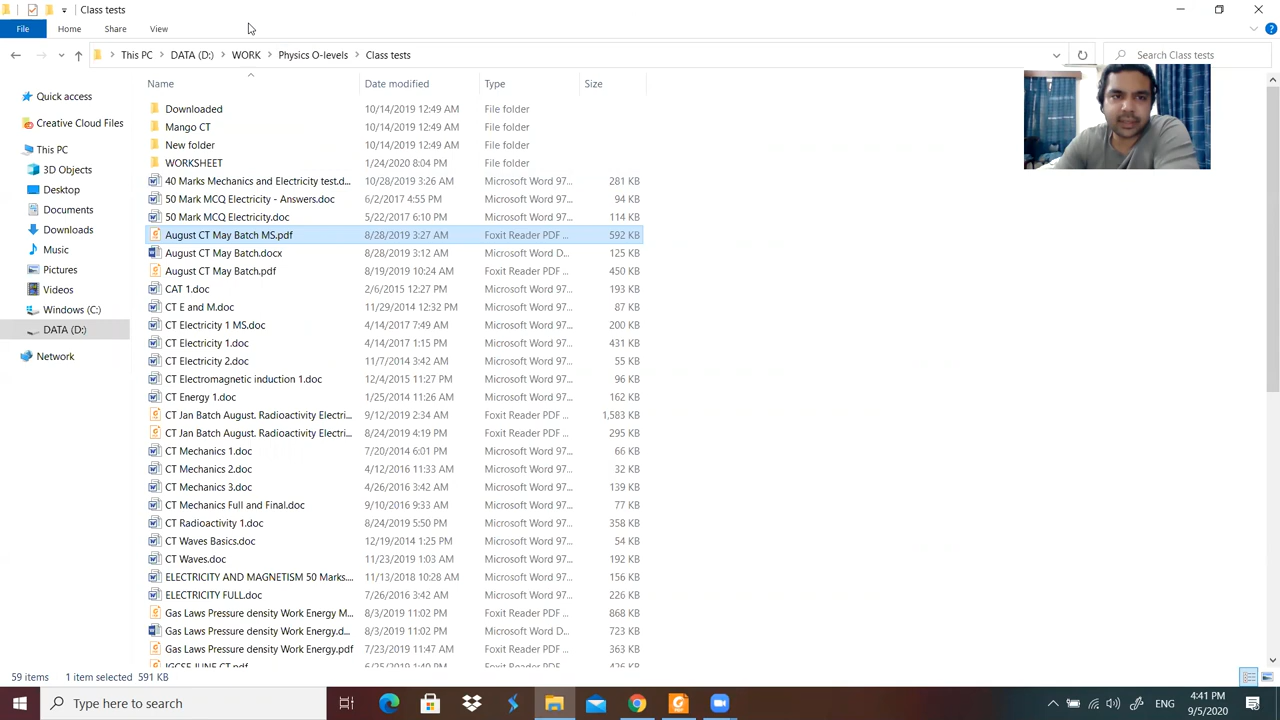 Class tests
File Home Share View
This PC DATA (D:) WORK Physics O-levels Class tests Search Class tests
Name Date modified Type Size
Quick access
Creative Cloud Files
This PC
3D Objects
Desktop
Documents
Downloads
Music
Pictures
Videos
Windows (C:)
DATA (D:)
Network
Downloaded 10/14/2019 12:49 AM File folder
Mango CT 10/14/2019 12:49 AM File folder
New folder 10/14/2019 12:49 AM File folder
WORKSHEET 1/24/2020 8:04 PM File folder
40 Marks Mechanics and Electricity test.d... 10/28/2019 3:26 AM Microsoft Word 97... 281 KB
50 Mark MCQ Electricity - Answers.doc 6/2/2017 4:55 PM Microsoft Word 97... 94 KB
50 Mark MCQ Electricity.doc 5/22/2017 6:10 PM Microsoft Word 97... 114 KB
August CT May Batch MS.pdf 8/28/2019 3:27 AM Foxit Reader PDF ... 592 KB
August CT May Batch.docx 8/28/2019 3:12 AM Microsoft Word D... 125 KB
August CT May Batch.pdf 8/19/2019 10:24 AM Foxit Reader PDF ... 450 KB
CAT 1.doc 2/6/2015 12:27 PM Microsoft Word 97... 193 KB
CT E and M.doc 11/29/2014 12:32 PM Microsoft Word 97... 87 KB
CT Electricity 1 MS.doc 4/14/2017 7:49 AM Microsoft Word 97... 200 KB
CT Electricity 1.doc 4/14/2017 1:15 PM Microsoft Word 97... 431 KB
CT Electricity 2.doc 11/7/2014 3:42 AM Microsoft Word 97... 55 KB
CT Electromagnetic induction 1.doc 12/4/2015 11:27 PM Microsoft Word 97... 96 KB
CT Energy 1.doc 1/25/2014 11:26 AM Microsoft Word 97... 162 KB
CT Jan Batch August. Radioactivity Electri... 9/12/2019 2:34 AM Foxit Reader PDF ... 1,583 KB
CT Jan Batch August. Radioactivity Electri... 8/24/2019 4:19 PM Foxit Reader PDF ... 295 KB
CT Mechanics 1.doc 7/20/2014 6:01 PM Microsoft Word 97... 66 KB
CT Mechanics 2.doc 4/12/2016 11:33 AM Microsoft Word 97... 32 KB
CT Mechanics 3.doc 4/26/2016 3:42 AM Microsoft Word 97... 139 KB
CT Mechanics Full and Final.doc 9/10/2016 9:33 AM Microsoft Word 97... 77 KB
CT Radioactivity 1.doc 8/24/2019 5:50 PM Microsoft Word 97... 358 KB
CT Waves Basics.doc 12/19/2014 1:25 PM Microsoft Word 97... 54 KB
CT Waves.doc 11/23/2019 1:03 AM Microsoft Word 97... 192 KB
ELECTRICITY AND MAGNETISM 50 Marks.... 11/13/2018 10:28 AM Microsoft Word 97... 156 KB
ELECTRICITY FULL.doc 7/26/2016 3:42 AM Microsoft Word 97... 226 KB
Gas Laws Pressure density Work Energy M... 8/3/2019 11:02 PM Foxit Reader PDF ... 868 KB
Gas Laws Pressure density Work Energy.d... 8/3/2019 11:02 PM Microsoft Word D... 723 KB
Gas Laws Pressure density Work Energy.pdf 7/23/2019 11:47 AM Foxit Reader PDF ... 363 KB
IGCSE JUNE CT.pdf 6/25/2019 1:40 PM Foxit Reader PDF ... 426 KB
59 items 1 item selected 591 KB
Type here to search
ENG
4:41 PM
9/5/2020